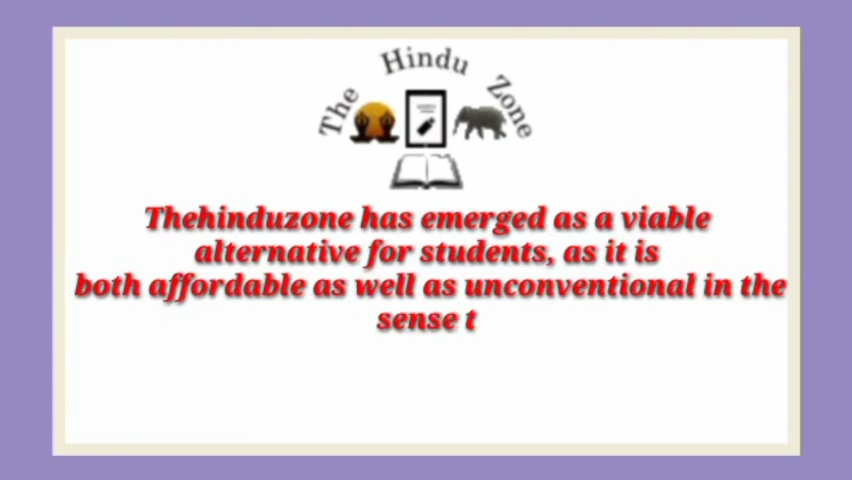 The Hindu Zone
Thehinduzone has emerged as a viable
alternative for students, as it is
both affordable as well as unconventional in the
sense t